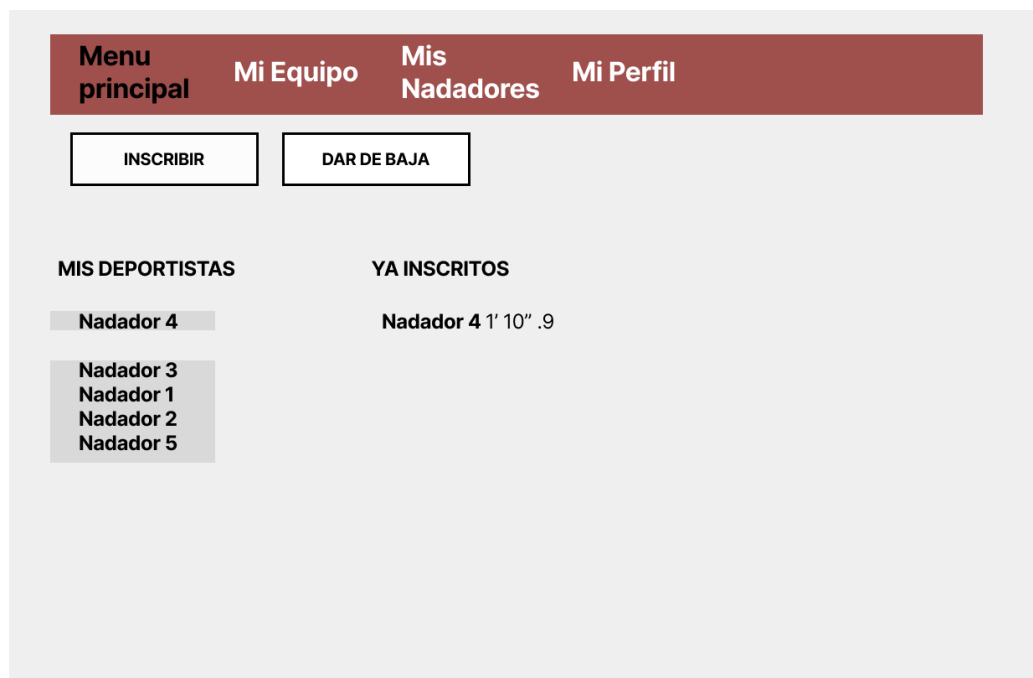 Menu
principal
Mi Equipo
Mis
Nadadores
Mi Perfil
INSCRIBIR
DAR DE BAJA
MIS DEPORTISTAS
YA INSCRITOS
Nadador 4
Nadador 4 1’ 10” .9
Nadador 3
Nadador 1
Nadador 2
Nadador 5